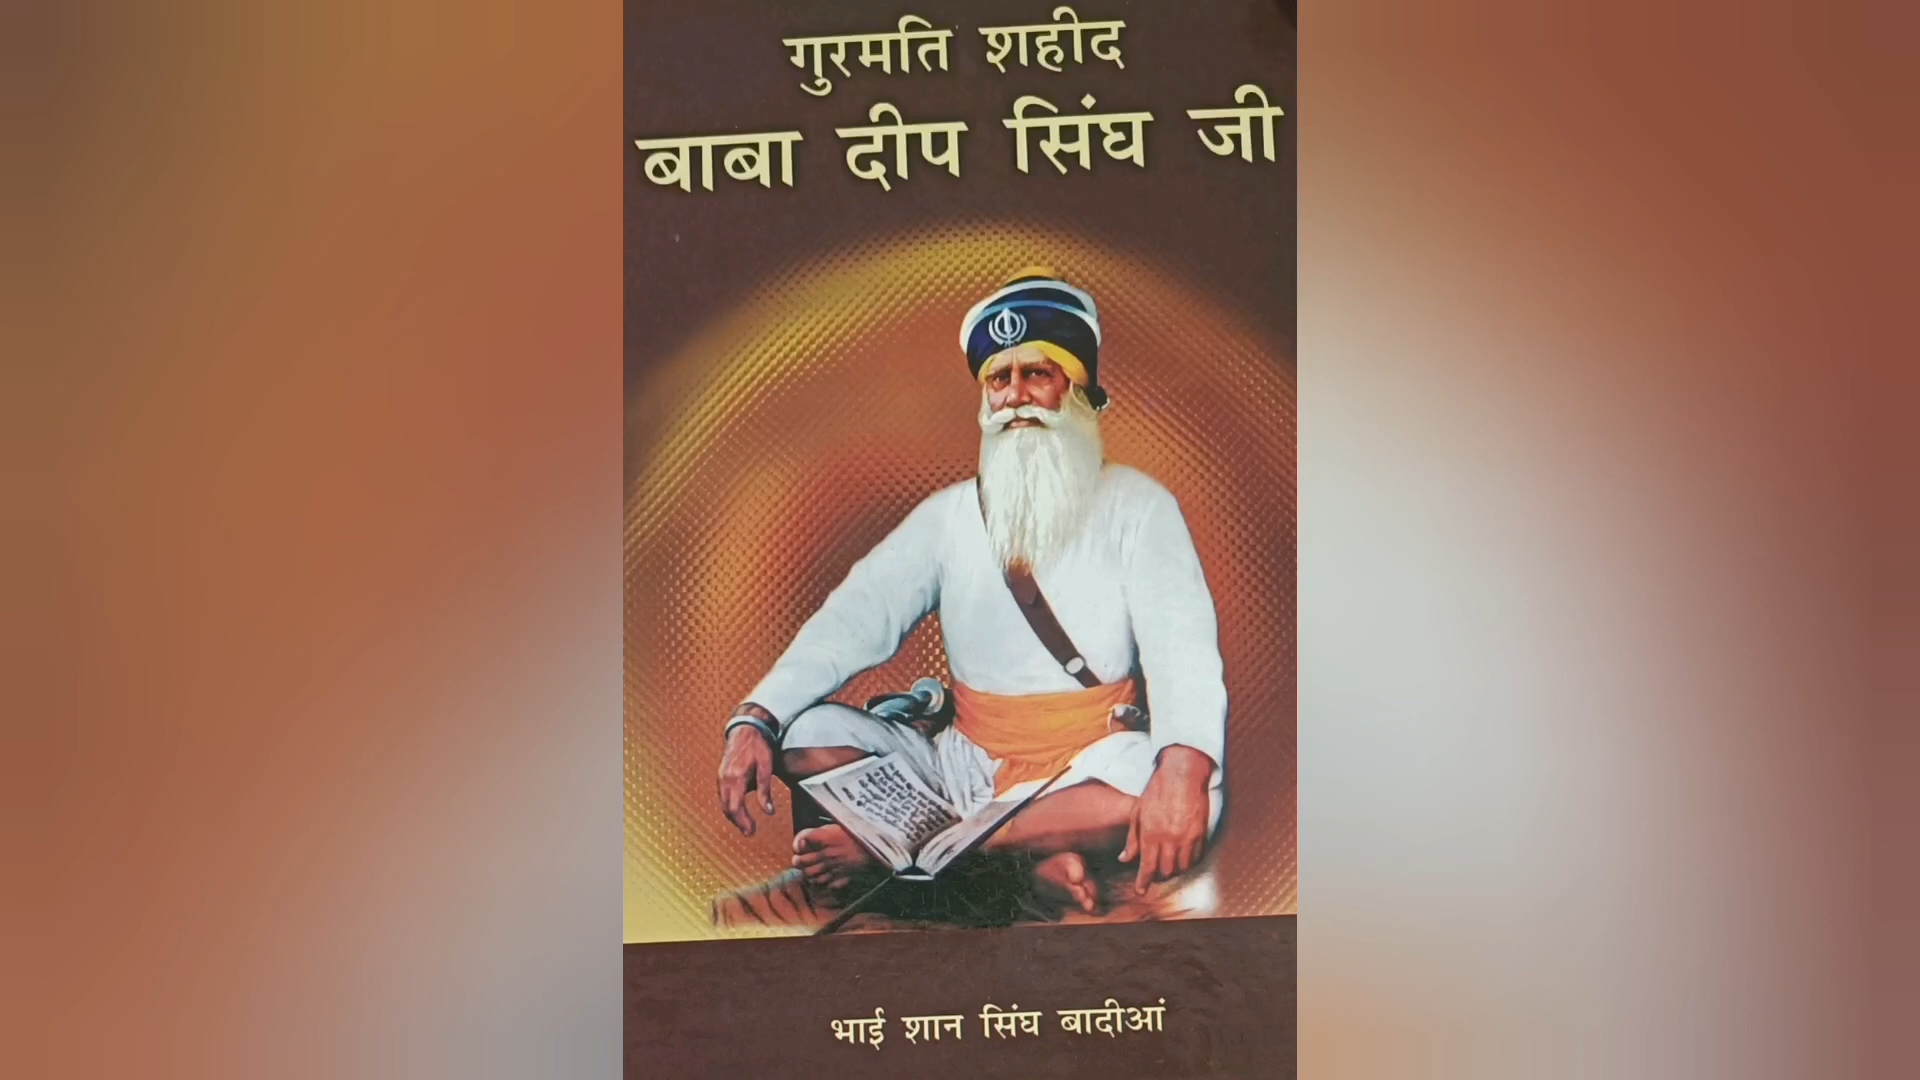 गुरमति शहीद
बाबा दीप सिंघ जी
भाई शान सिंघ बादीआं